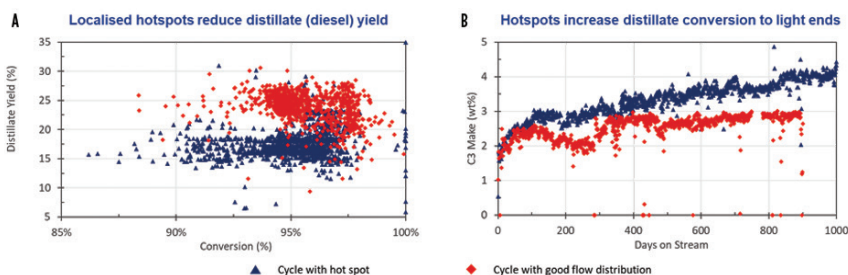 A Localised hotspots reduce distillate (diesel) yield
Distillate Yield (%)
35
30
25
20
15
10
5
85% 90% 95% 100%
Conversion (%)
B Hotspots increase distillate conversion to light ends
C3 Make (wt%)
5
4
3
2
1
0
0 200 400 600 800 1000
Days on Stream
Cycle with hot spot
Cycle with good flow distribution